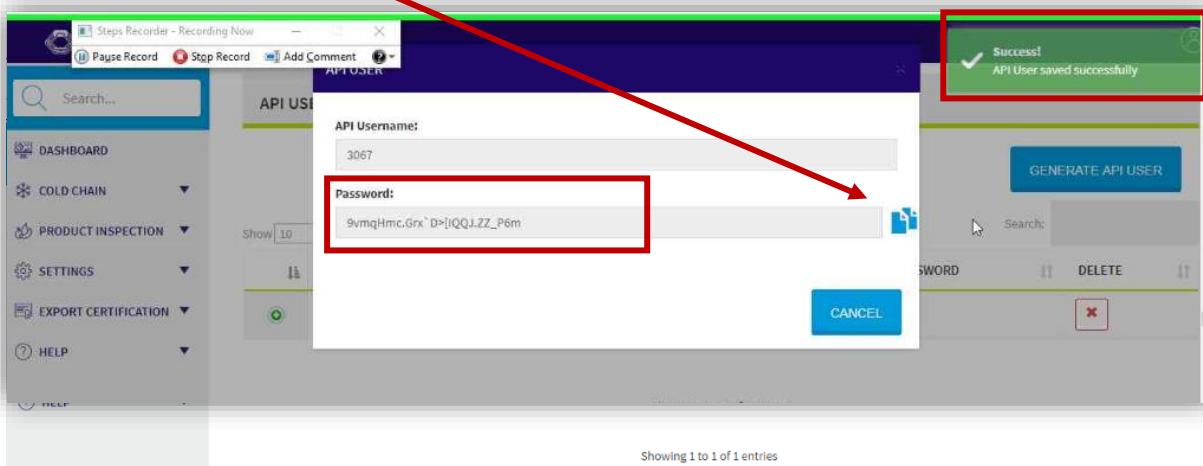 Steps Recorder - Recording Now
Pause Record Stop Record Add Comment
Success!
API User saved successfully
API USER
Search...
API USE
API Username:
3067
DASHBOARD
GENERATE API USER
COLD CHAIN
Password:
9vmqHmc.Grx`D>[IQQJ.ZZ_P6m
PRODUCT INSPECTION
Show 10
Search:
SETTINGS
SWORD
DELETE
EXPORT CERTIFICATION
CANCEL
HELP
HELP
Showing 1 to 1 of 1 entries